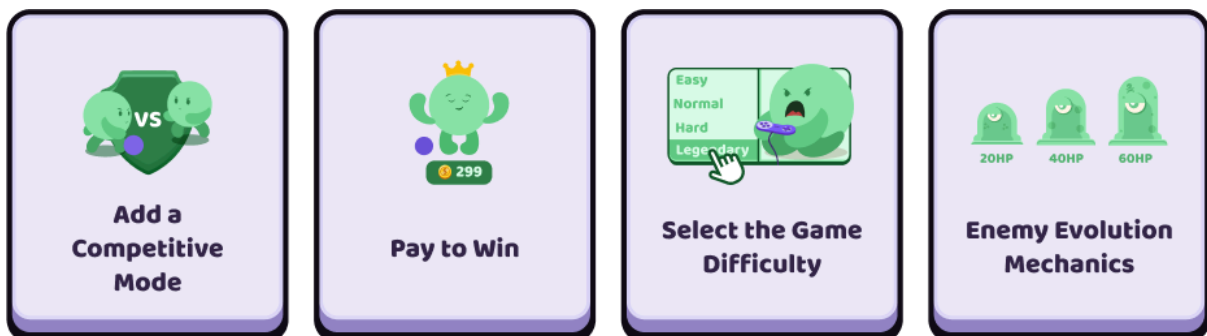 VS
Add a
Competitive
Mode
299
Pay to Win
Easy
Normal
Hard
Legendary
Select the Game
Difficulty
20HP 40HP 60HP
Enemy Evolution
Mechanics